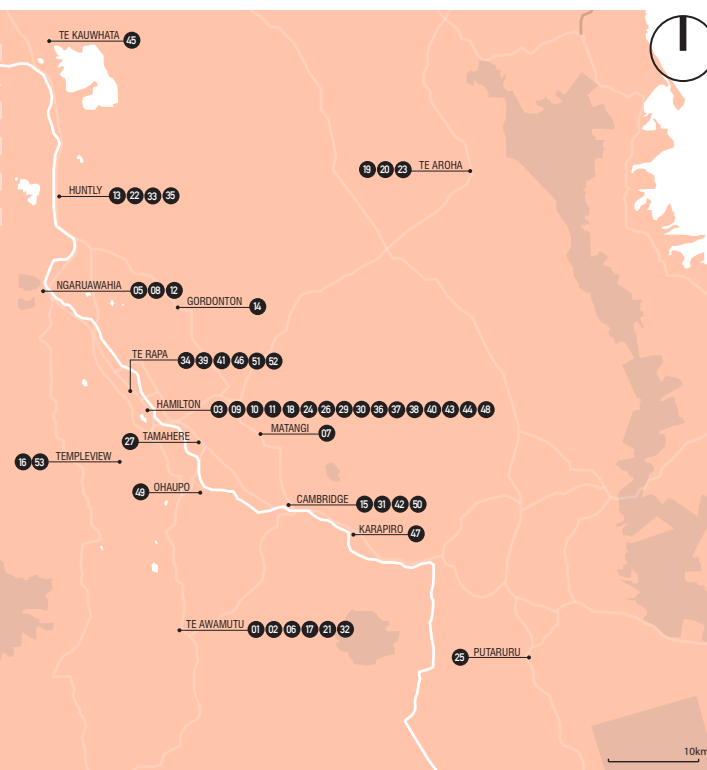 TE KAUWHATA 45
19 20 23 TE AROHA
HUNTLY 13 22 33 35
NGARUAWAHIA 05 08 12
GORDONTON 14
TE RAPA 34 39 41 46 51 52
HAMILTON 03 09 10 11 18 24 26 29 30 36 37 38 40 43 44 48
MATANGI 07
27 TAMAHERE
16 53 TEMPLEVIEW
49 OHAUPO
CAMBRIDGE 15 31 42 50
KARAPIRO 47
TE AWAMUTU 01 02 06 17 21 32
25 PUTARURU
10km